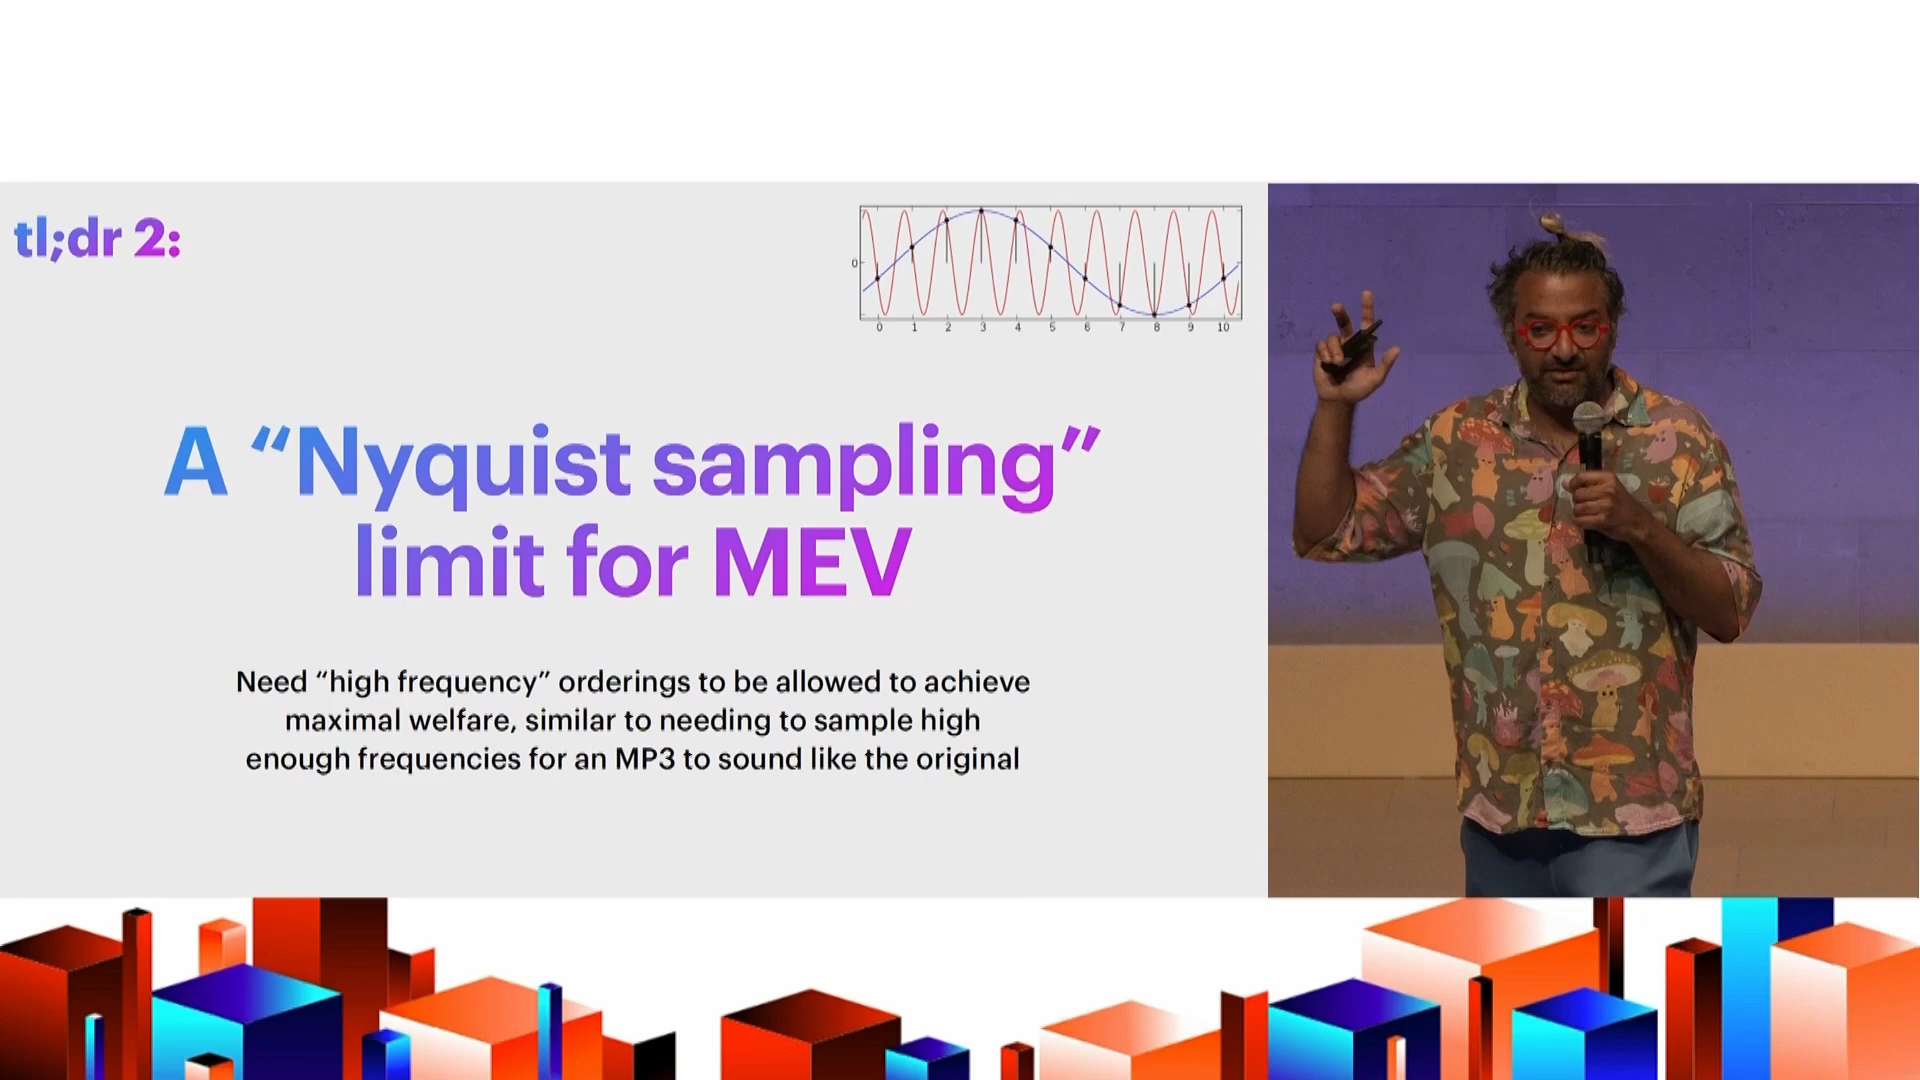 tl;dr 2:
0
0 1 2 3 4 5 6 7 8 9 10
A “Nyquist sampling”
limit for MEV
Need “high frequency” orderings to be allowed to achieve
maximal welfare, similar to needing to sample high
enough frequencies for an MP3 to sound like the original